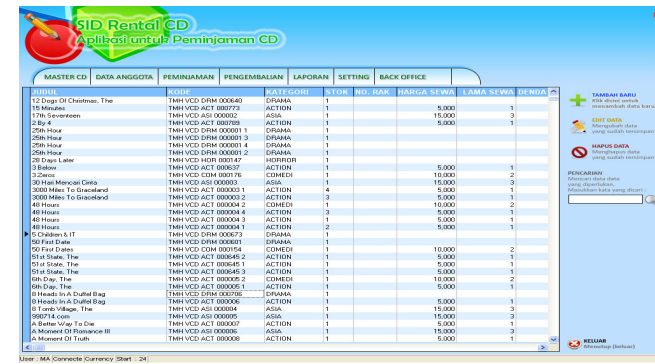 SID Rental CD
Aplikasi untuk Peminjaman CD
MASTER CD DATA ANGGOTA PEMINJAMAN PENGEMBALIAN LAPORAN SETTING BACK OFFICE
JUDUL KODE KATEGORI STOK NO. RAK HARGA SEWA LAMA SEWA DENDA
12 Dogs Of Christmas, The TMH VCD DRM 000640 DRAMA 1
15 Minutes TMH VCD ACT 000773 ACTION 1 5,000 1
17th Seventeen TMH VCD ASI 000002 ASIA 1 15,000 3
2 By 4 TMH VCD ACT 000789 ACTION 1 5,000 1
25th Hour TMH VCD DRM 000001 1 DRAMA 1
25th Hour TMH VCD DRM 000001 3 DRAMA 1
25th Hour TMH VCD DRM 000001 4 DRAMA 1
25th Hour TMH VCD DRM 000001 2 DRAMA 1
28 Days Later TMH VCD HOR 000147 HORROR 1
3 Below TMH VCD ACT 000637 ACTION 1 5,000 1
3 Zeros TMH VCD COM 000176 COMEDI 1 10,000 2
30 Hari Mencari Cinta TMH VCD ASI 000003 ASIA 1 15,000 3
3000 Miles To Graceland TMH VCD ACT 000003 1 ACTION 4 5,000 1
3000 Miles To Graceland TMH VCD ACT 000003 2 ACTION 3 5,000 1
48 Hours TMH VCD ACT 000004 2 COMEDI 1 10,000 2
48 Hours TMH VCD ACT 000004 4 ACTION 3 5,000 1
48 Hours TMH VCD ACT 000004 3 ACTION 1 5,000 1
48 Hours TMH VCD ACT 000004 1 ACTION 2 5,000 1
5 Children & IT TMH VCD DRM 000673 DRAMA 1
50 First Date TMH VCD DRM 000601 DRAMA 1
50 First Dates TMH VCD COM 000154 COMEDI 1 10,000 2
51st State, The TMH VCD ACT 000645 2 ACTION 1 5,000 1
51st State, The TMH VCD ACT 000645 1 ACTION 1 5,000 1
51st State, The TMH VCD ACT 000645 3 ACTION 1 5,000 1
6th Day, The TMH VCD ACT 000005 2 COMEDI 1 10,000 2
6th Day, The TMH VCD ACT 000005 1 ACTION 1 5,000 1
8 Heads In A Duffel Bag TMH VCD DRM 000706 DRAMA 1
8 Heads In A Duffel Bag TMH VCD ACT 000006 ACTION 1 5,000 1
8 Tomb Village, The TMH VCD ASI 000004 ASIA 1 15,000 3
990714.com TMH VCD ASI 000005 ASIA 1 15,000 3
A Better Way To Die TMH VCD ACT 000007 ACTION 1 5,000 1
A Moment Of Romance III TMH VCD ASI 000006 ASIA 1 15,000 3
A Moment Of Truth TMH VCD ACT 000008 ACTION 1 5,000 1
TAMBAH BARU
Klik disini untuk
menambah data baru
EDIT DATA
Mengubah data
yang sudah tersimpan
HAPUS DATA
Menghapus data
yang sudah tersimpan
PENCARIAN
Mencari data data
yang diperlukan,
Masukkan kata yang dicari :
KELUAR
Menutup (keluar)
User : MA Connecte Currency Start : 24